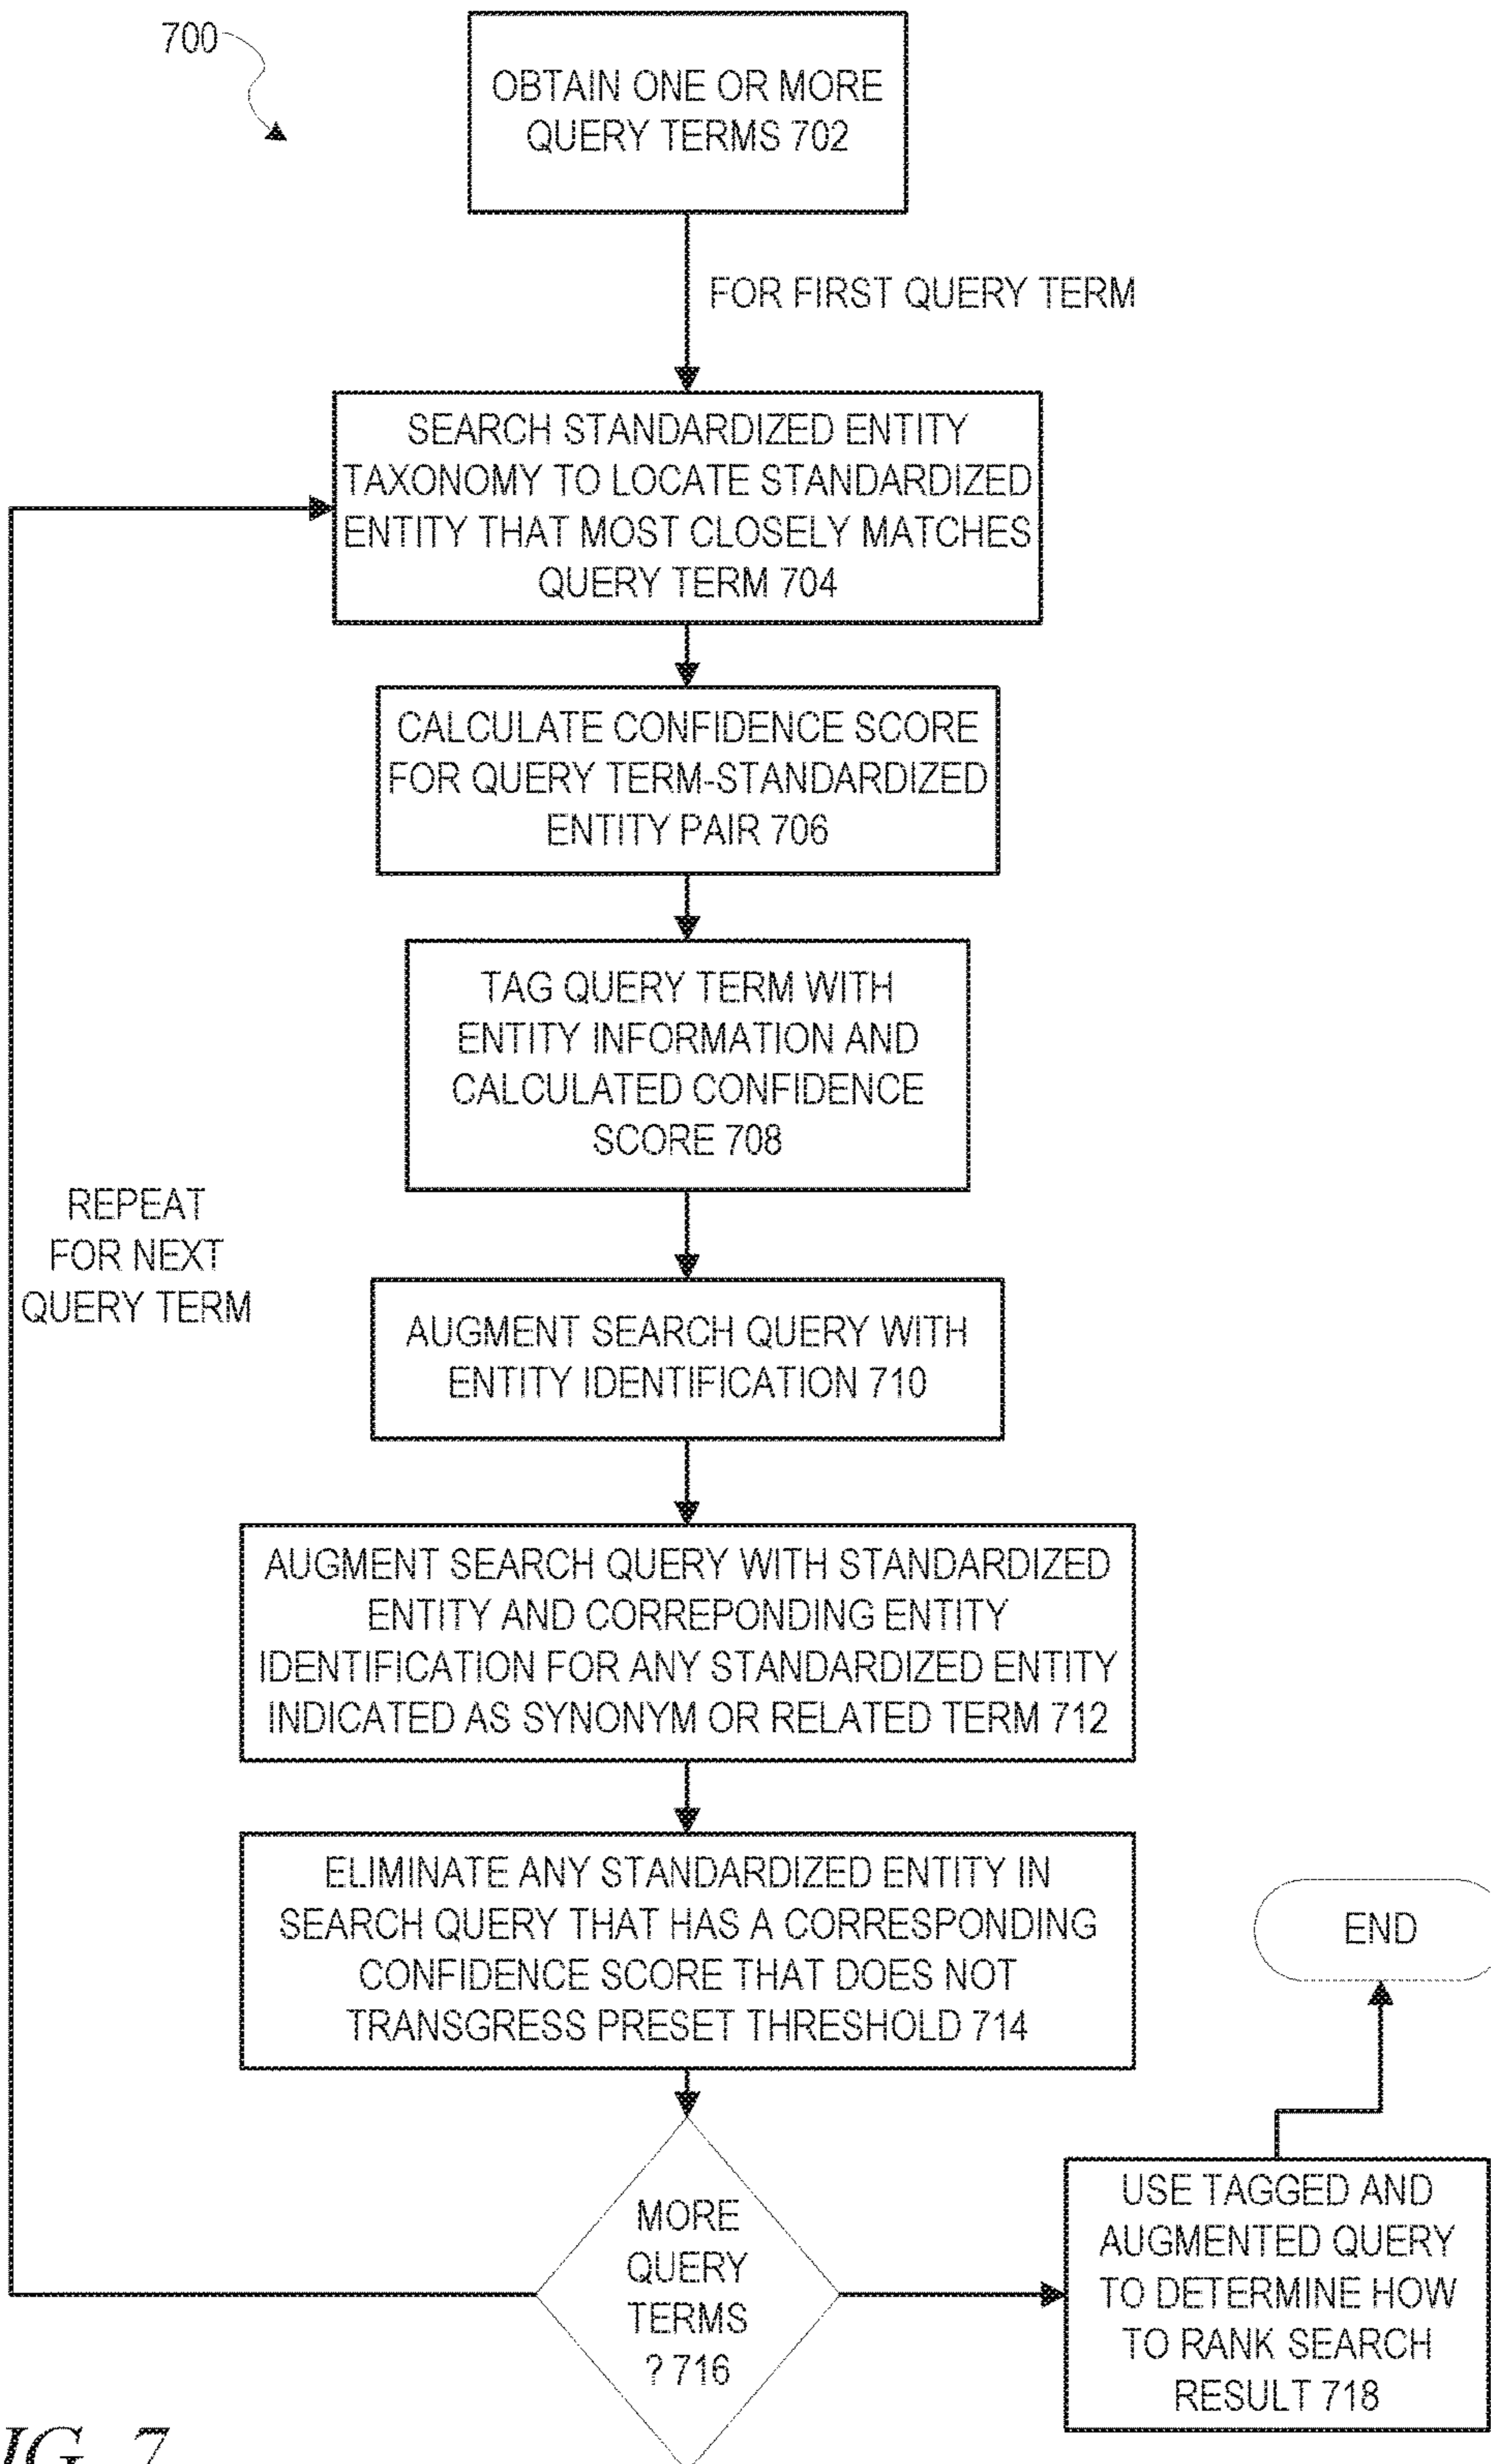 700
OBTAIN ONE OR MORE
QUERY TERMS 702
FOR FIRST QUERY TERM
SEARCH STANDARDIZED ENTITY
TAXONOMY TO LOCATE STANDARDIZED
ENTITY THAT MOST CLOSELY MATCHES
QUERY TERM 704
CALCULATE CONFIDENCE SCORE
FOR QUERY TERM-STANDARDIZED
ENTITY PAIR 706
TAG QUERY TERM WITH
ENTITY INFORMATION AND
CALCULATED CONFIDENCE
SCORE 708
REPEAT
FOR NEXT
QUERY TERM
AUGMENT SEARCH QUERY WITH
ENTITY IDENTIFICATION 710
AUGMENT SEARCH QUERY WITH STANDARDIZED
ENTITY AND CORREPONDING ENTITY
IDENTIFICATION FOR ANY STANDARDIZED ENTITY
INDICATED AS SYNONYM OR RELATED TERM 712
ELIMINATE ANY STANDARDIZED ENTITY IN
SEARCH QUERY THAT HAS A CORRESPONDING
CONFIDENCE SCORE THAT DOES NOT
TRANSGRESS PRESET THRESHOLD 714
END
MORE
QUERY
TERMS
? 716
USE TAGGED AND
AUGMENTED QUERY
TO DETERMINE HOW
TO RANK SEARCH
RESULT 718
IG. 7